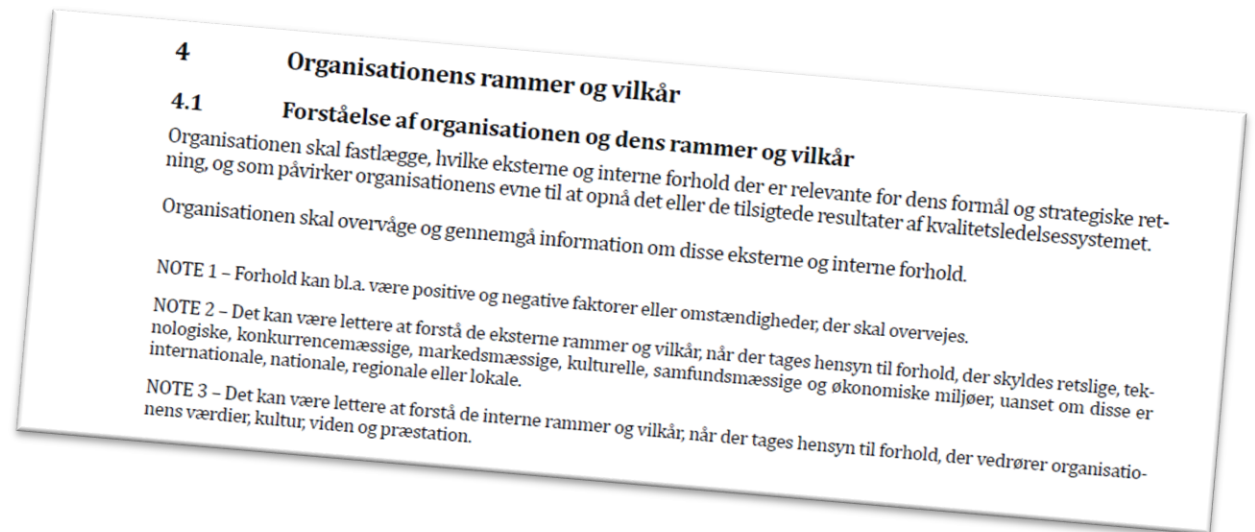 4 Organisationens rammer og vilkår
4.1 Forståelse af organisationen og dens rammer og vilkår
Organisationen skal fastlægge, hvilke eksterne og interne forhold der er relevante for dens formål og strategiske ret-
ning, og som påvirker organisationens evne til at opnå det eller de tilsigtede resultater af kvalitetsledelsessystemet.
Organisationen skal overvåge og gennemgå information om disse eksterne og interne forhold.
NOTE 1 – Forhold kan bl.a. være positive og negative faktorer eller omstændigheder, der skal overvejes.
NOTE 2 – Det kan være lettere at forstå de eksterne rammer og vilkår, når der tages hensyn til forhold, der skyldes retslige, tek-
nologiske, konkurrencemæssige, markedsmæssige, kulturelle, samfundsmæssige og økonomiske miljøer, uanset om disse er
internationale, nationale, regionale eller lokale.
NOTE 3 – Det kan være lettere at forstå de interne rammer og vilkår, når der tages hensyn til forhold, der vedrører organisatio-
nens værdier, kultur, viden og præstation.